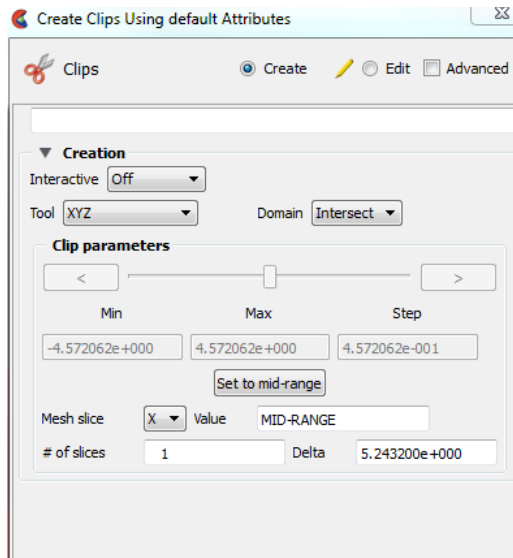 Create Clips Using default Attributes
Clips Create Edit Advanced
Creation
Interactive Off
Tool XYZ Domain Intersect
Clip parameters
< >
Min Max Step
-4.572062e+000 4.572062e+000 4.572062e-001
Set to mid-range
Mesh slice X Value MID-RANGE
# of slices 1 Delta 5.243200e+000